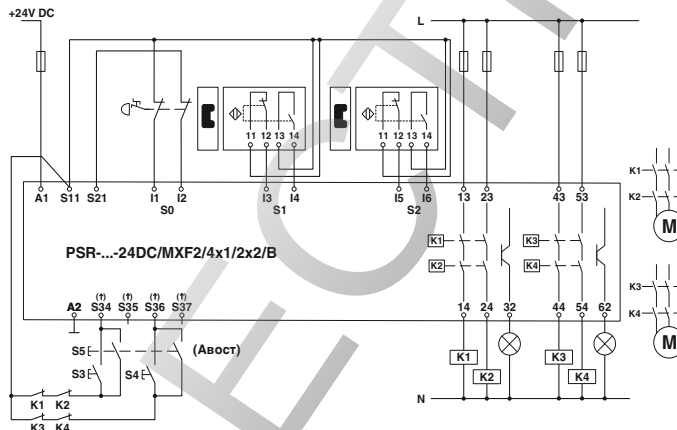 +24V DC
L
11 12 13 14
11 12 13 14
A1 S11 S21 I1 I2 I3 I4 I5 I6 13 23 43 53
S0 S1 S2
K1
K2
M
K1
K2
K3
K4
PSR-...-24DC/MXF2/4x1/2x2/B
A2 S34 S35 S36 S37 14 24 32 44 54 62
(†) (†) (†) (†)
K3
K4
M
S5 (Авост)
S3 S4
K1 K2 K3 K4
K1 K2
K3 K4
N
ECTI